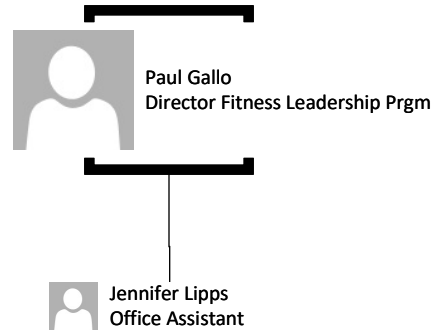 Paul Gallo
Director Fitness Leadership Prgm
Jennifer Lipps
Office Assistant